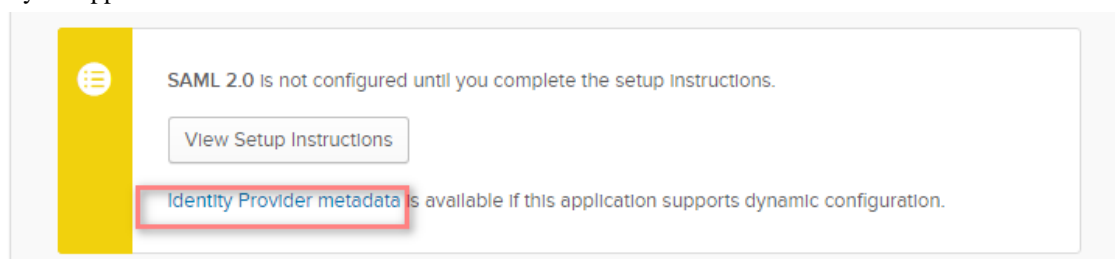 SAML 2.0 is not configured until you complete the setup instructions.
View Setup Instructions
Identity Provider metadata is available if this application supports dynamic configuration.